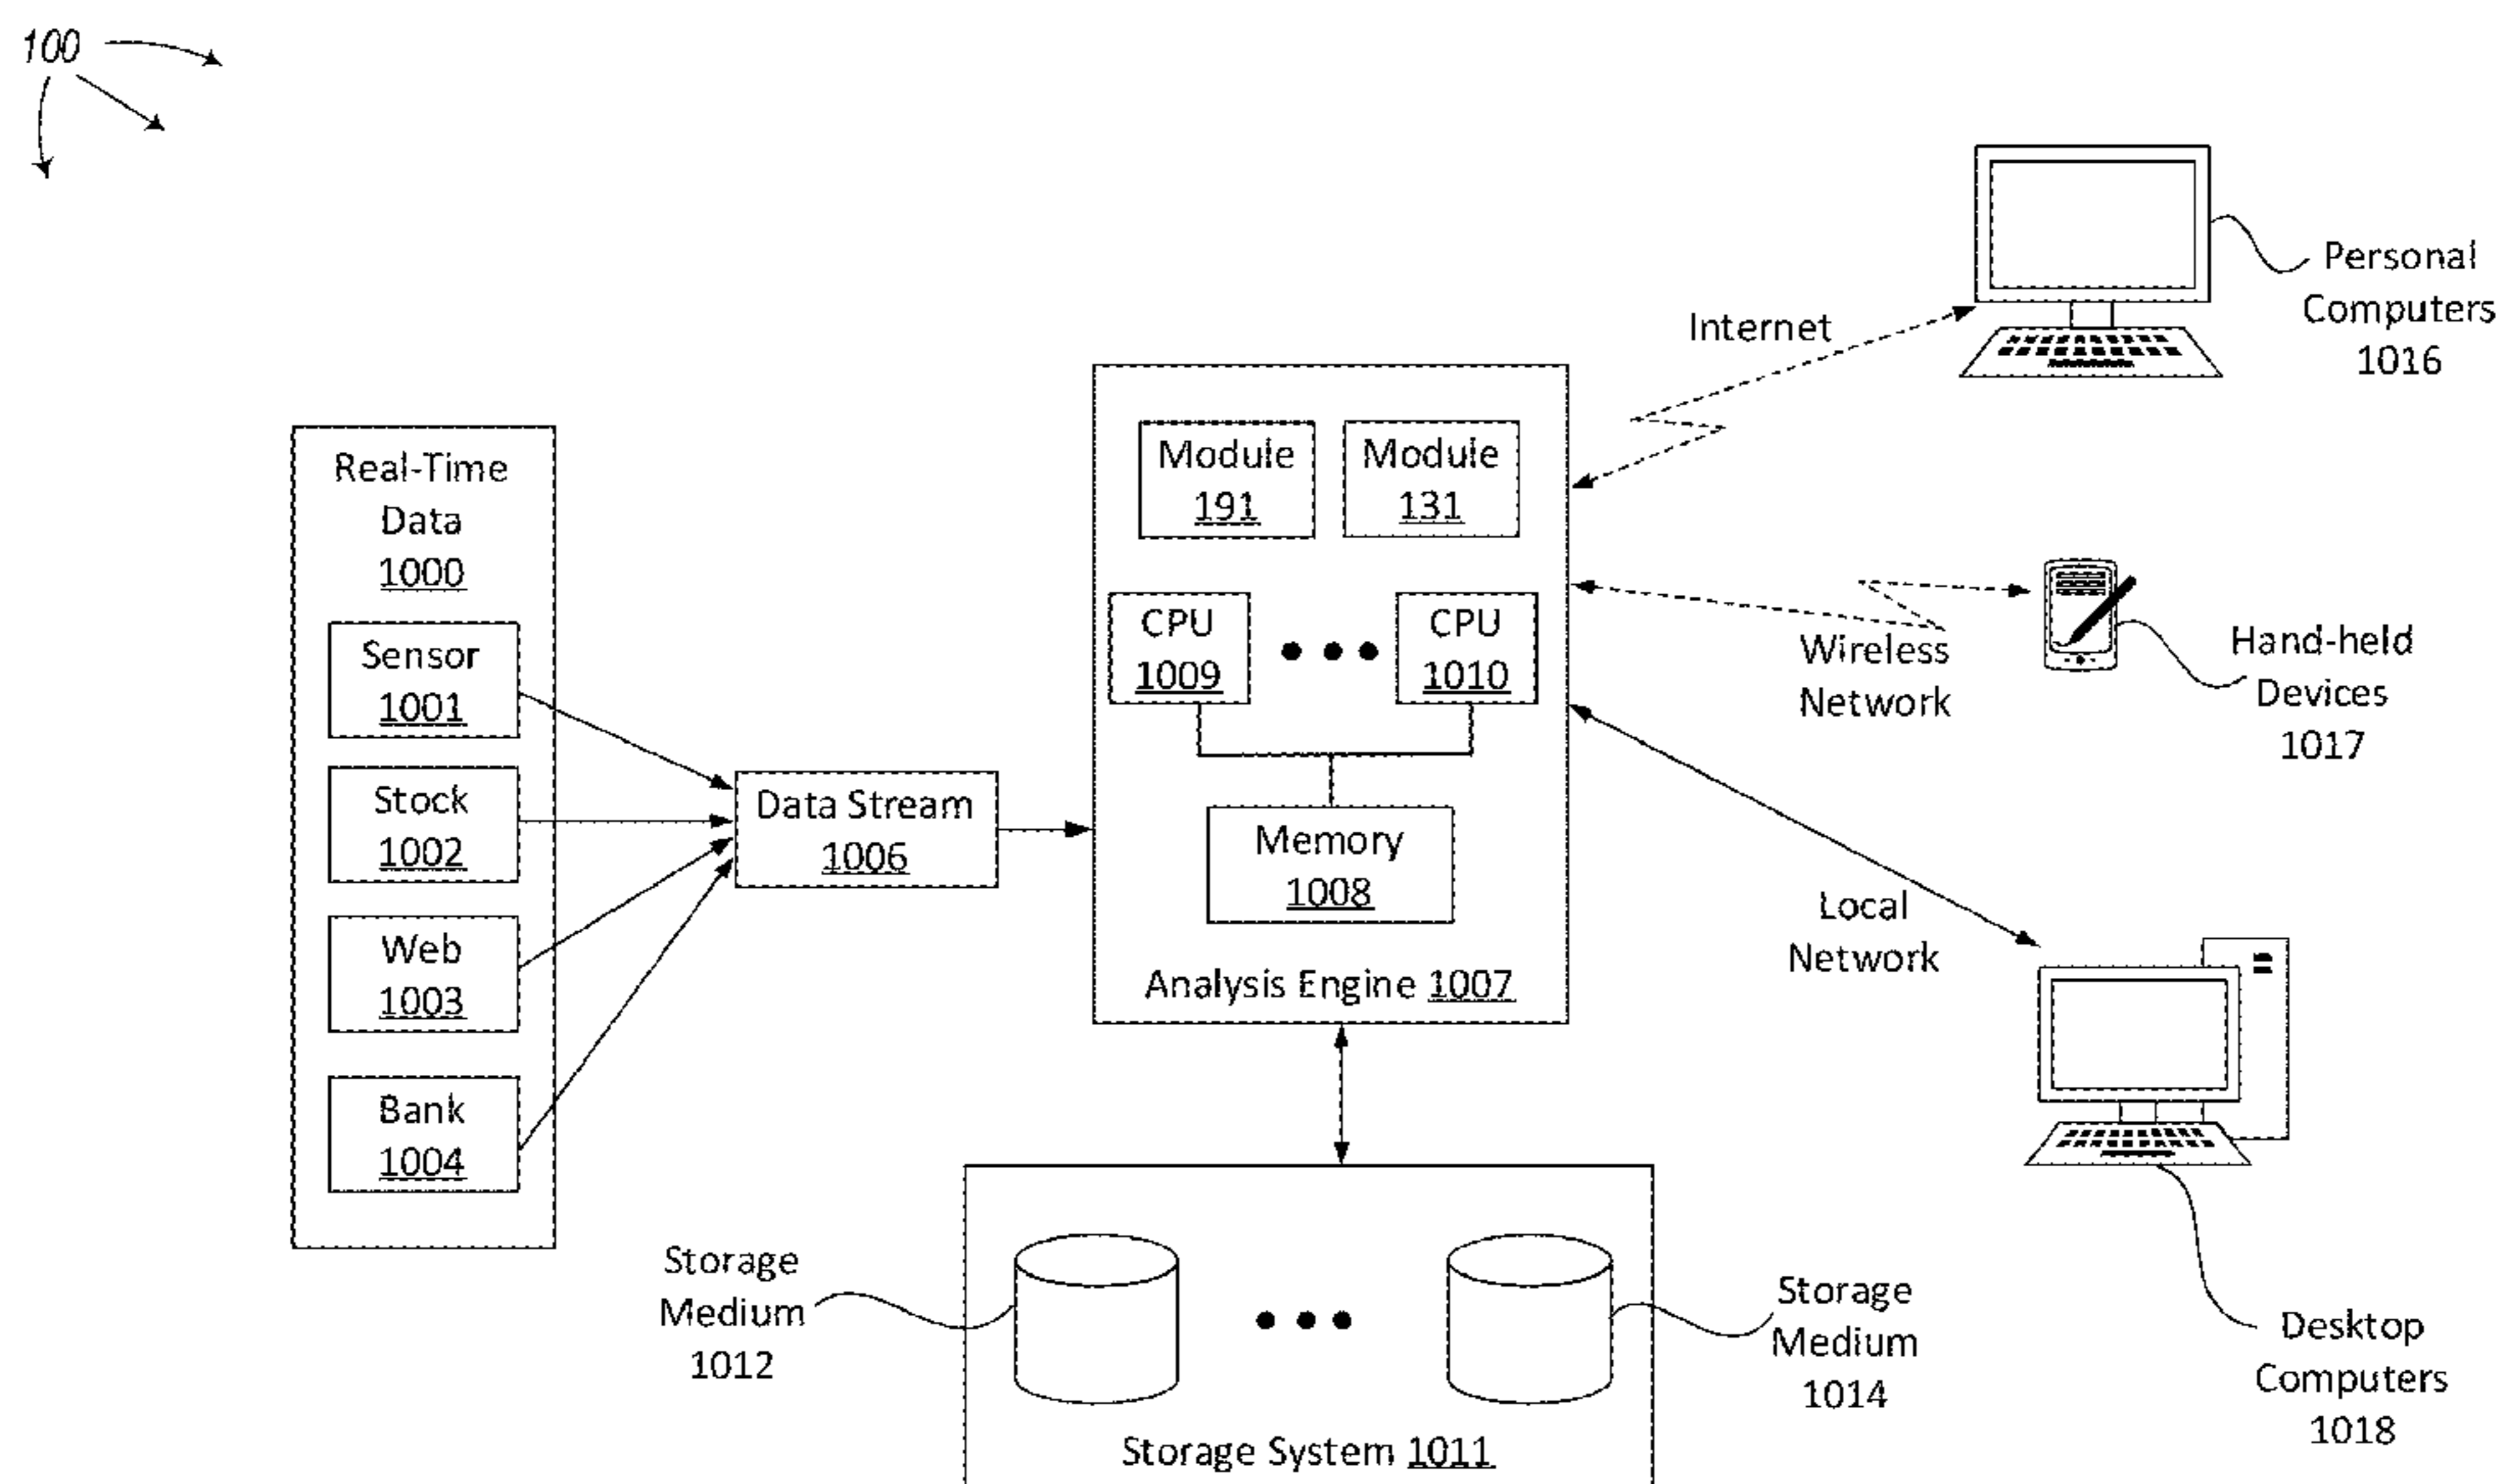 100
Real-Time
Data
1000
Sensor
1001
Stock
1002
Web
1003
Bank
1004
Data Stream
1006
Module
191
Module
131
CPU
1009
CPU
1010
Memory
1008
Analysis Engine 1007
Internet
Personal
Computers
1016
Wireless
Network
Hand-held
Devices
1017
Local
Network
Desktop
Computers
1018
Storage
Medium
1012
Storage
Medium
1014
Storage System 1011